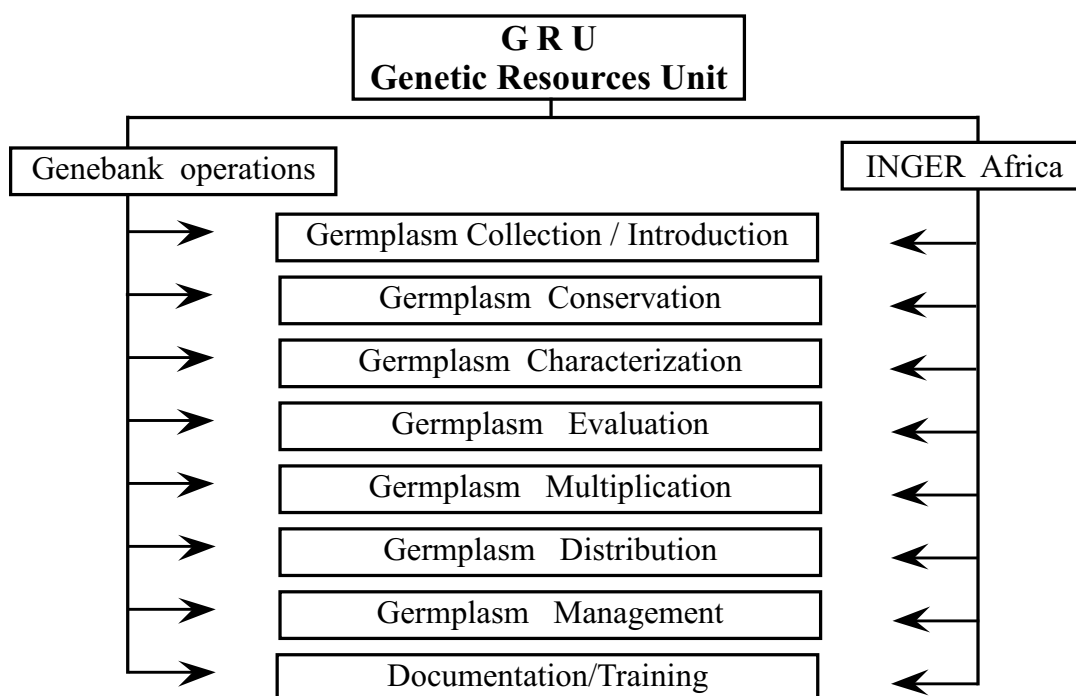 G R U
Genetic Resources Unit
Genebank operations
INGER Africa
Germplasm Collection / Introduction
Germplasm Conservation
Germplasm Characterization
Germplasm Evaluation
Germplasm Multiplication
Germplasm Distribution
Germplasm Management
Documentation/Training